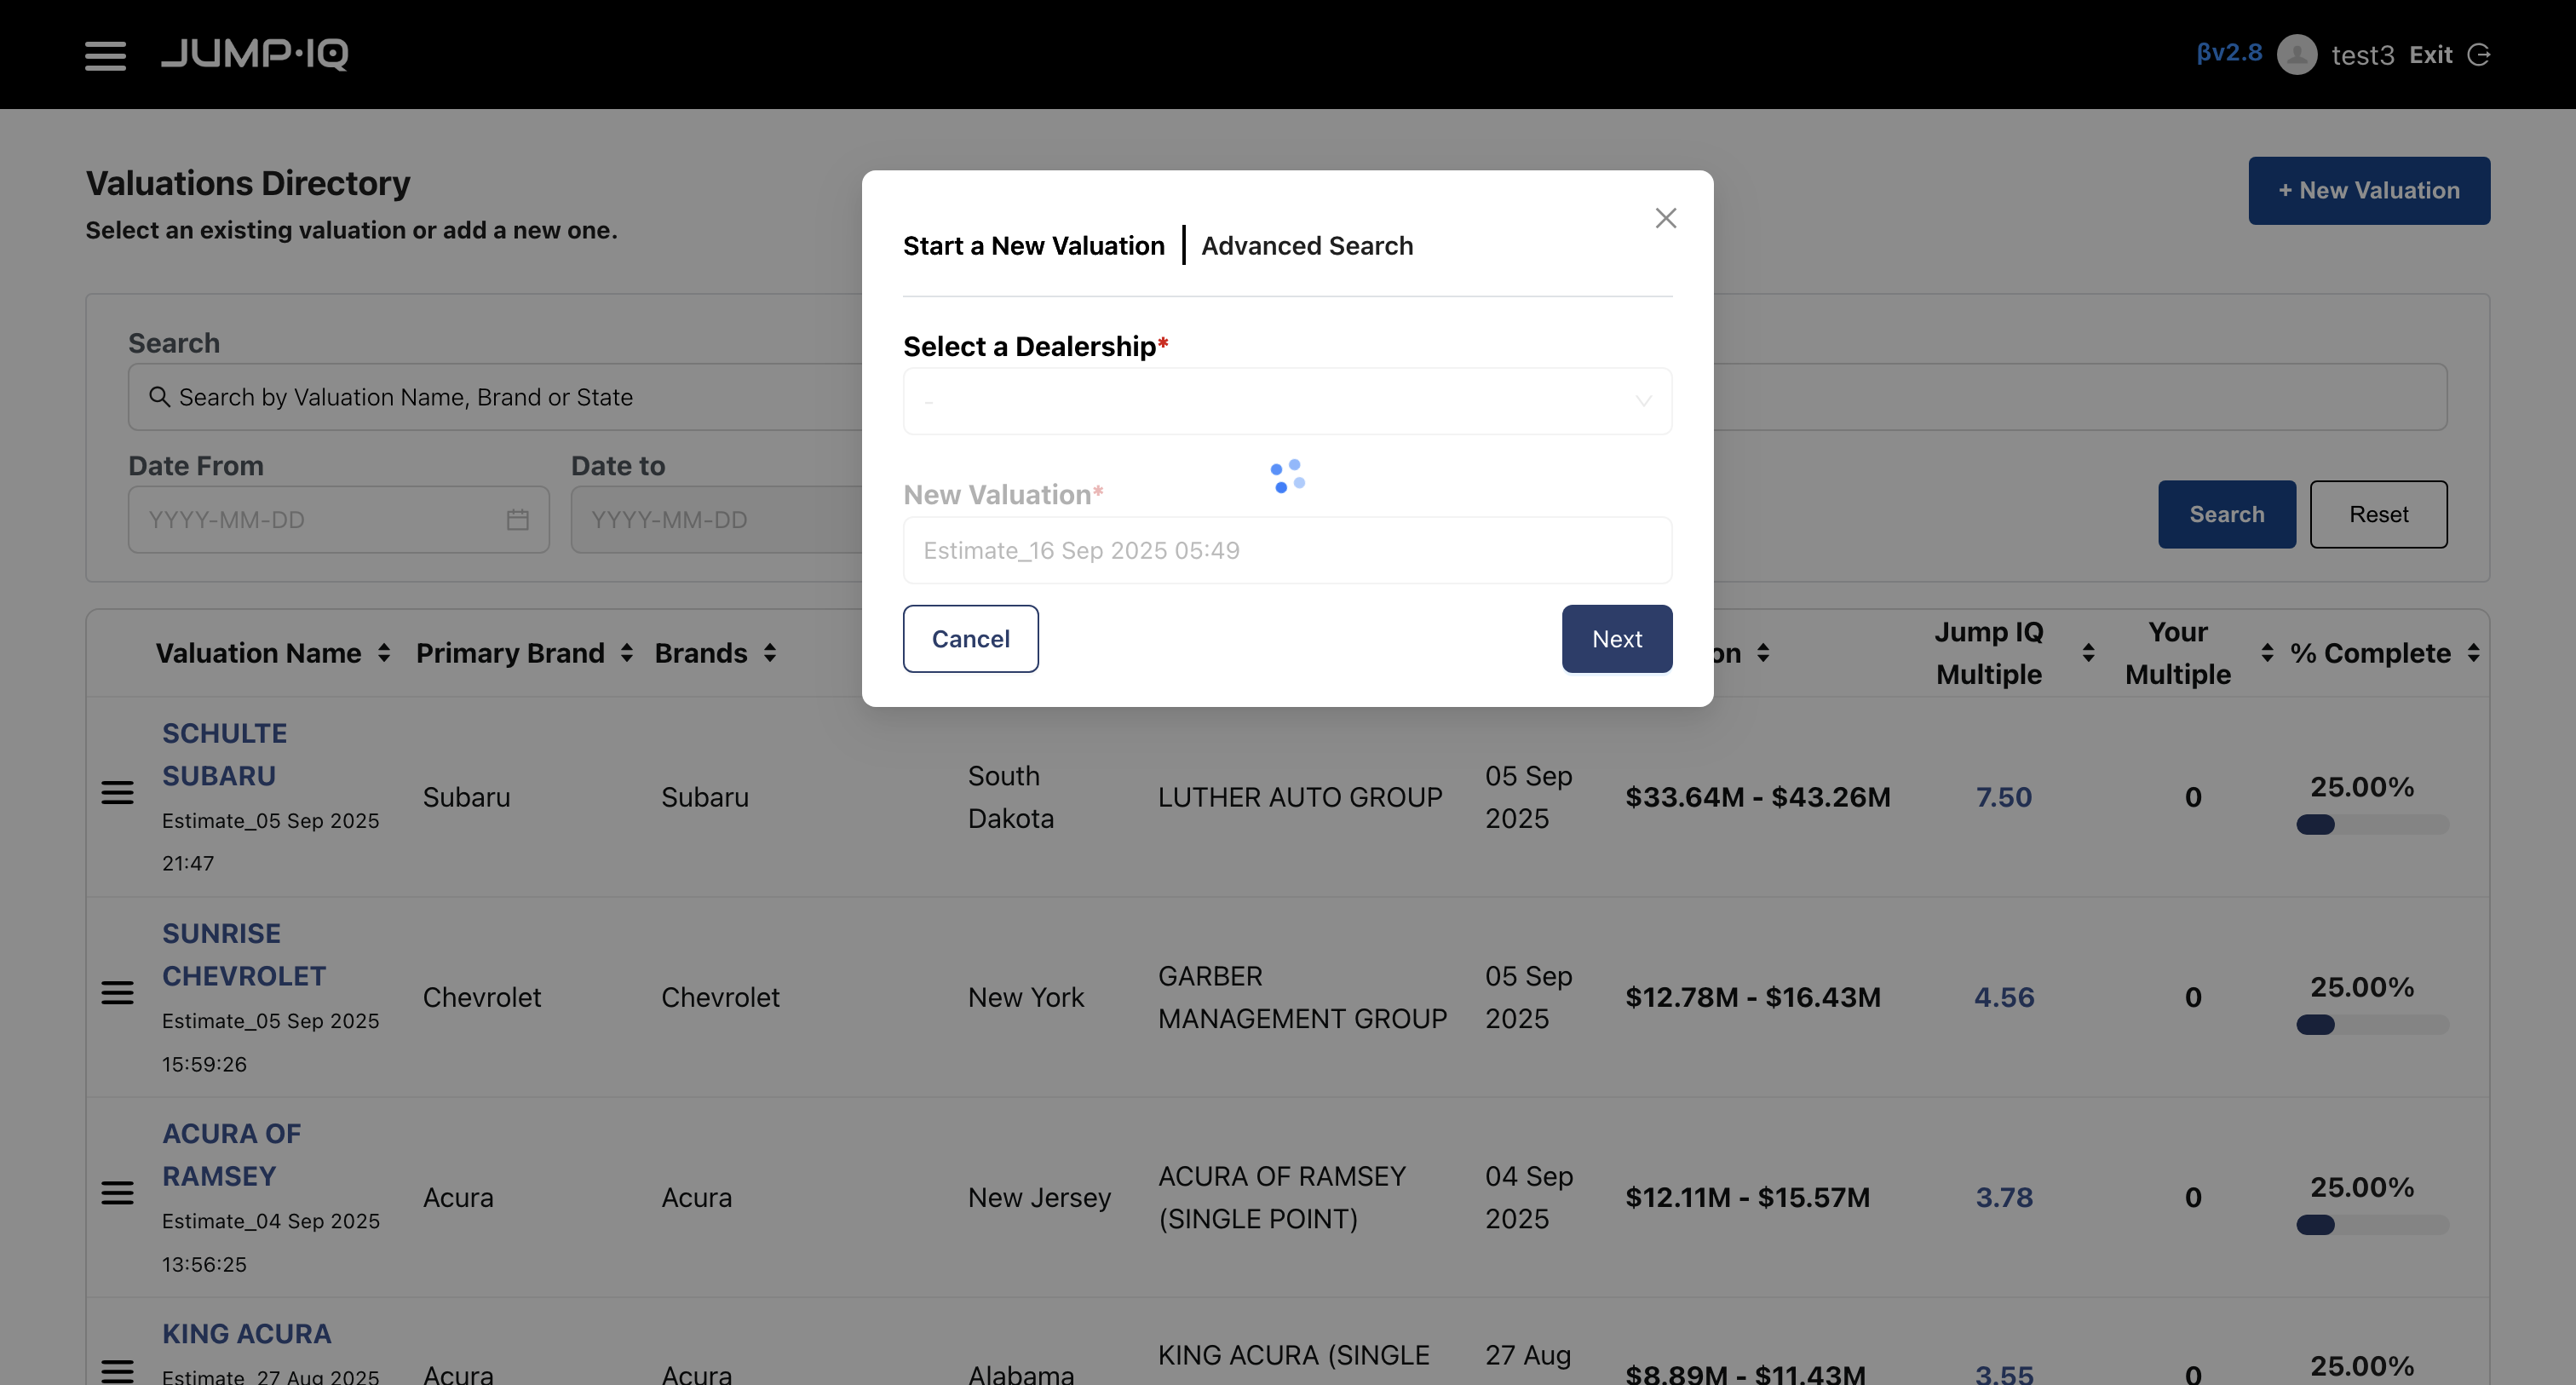 JUMP·IQ
βv2.8 test3 Exit
Valuations Directory
Select an existing valuation or add a new one.
+ New Valuation
Start a New Valuation | Advanced Search
Select a Dealership*
-
New Valuation*
Estimate_16 Sep 2025 05:49
Cancel
Next
Search
Search by Valuation Name, Brand or State
Date From
Date to
YYYY-MM-DD
YYYY-MM-DD
Search
Reset
Valuation Name
Primary Brand
Brands
on
Jump IQ
Multiple
Your
Multiple
% Complete
SCHULTE
SUBARU
Estimate_05 Sep 2025
21:47
Subaru
Subaru
South
Dakota
LUTHER AUTO GROUP
05 Sep
2025
$33.64M - $43.26M
7.50
0
25.00%
SUNRISE
CHEVROLET
Estimate_05 Sep 2025
15:59:26
Chevrolet
Chevrolet
New York
GARBER
MANAGEMENT GROUP
05 Sep
2025
$12.78M - $16.43M
4.56
0
25.00%
ACURA OF
RAMSEY
Estimate_04 Sep 2025
13:56:25
Acura
Acura
New Jersey
ACURA OF RAMSEY
(SINGLE POINT)
04 Sep
2025
$12.11M - $15.57M
3.78
0
25.00%
KING ACURA
Estimate_27 Aug 2025
Acura
Acura
Alabama
KING ACURA (SINGLE
27 Aug
$8.89M - $11.43M
3.55
0
25.00%